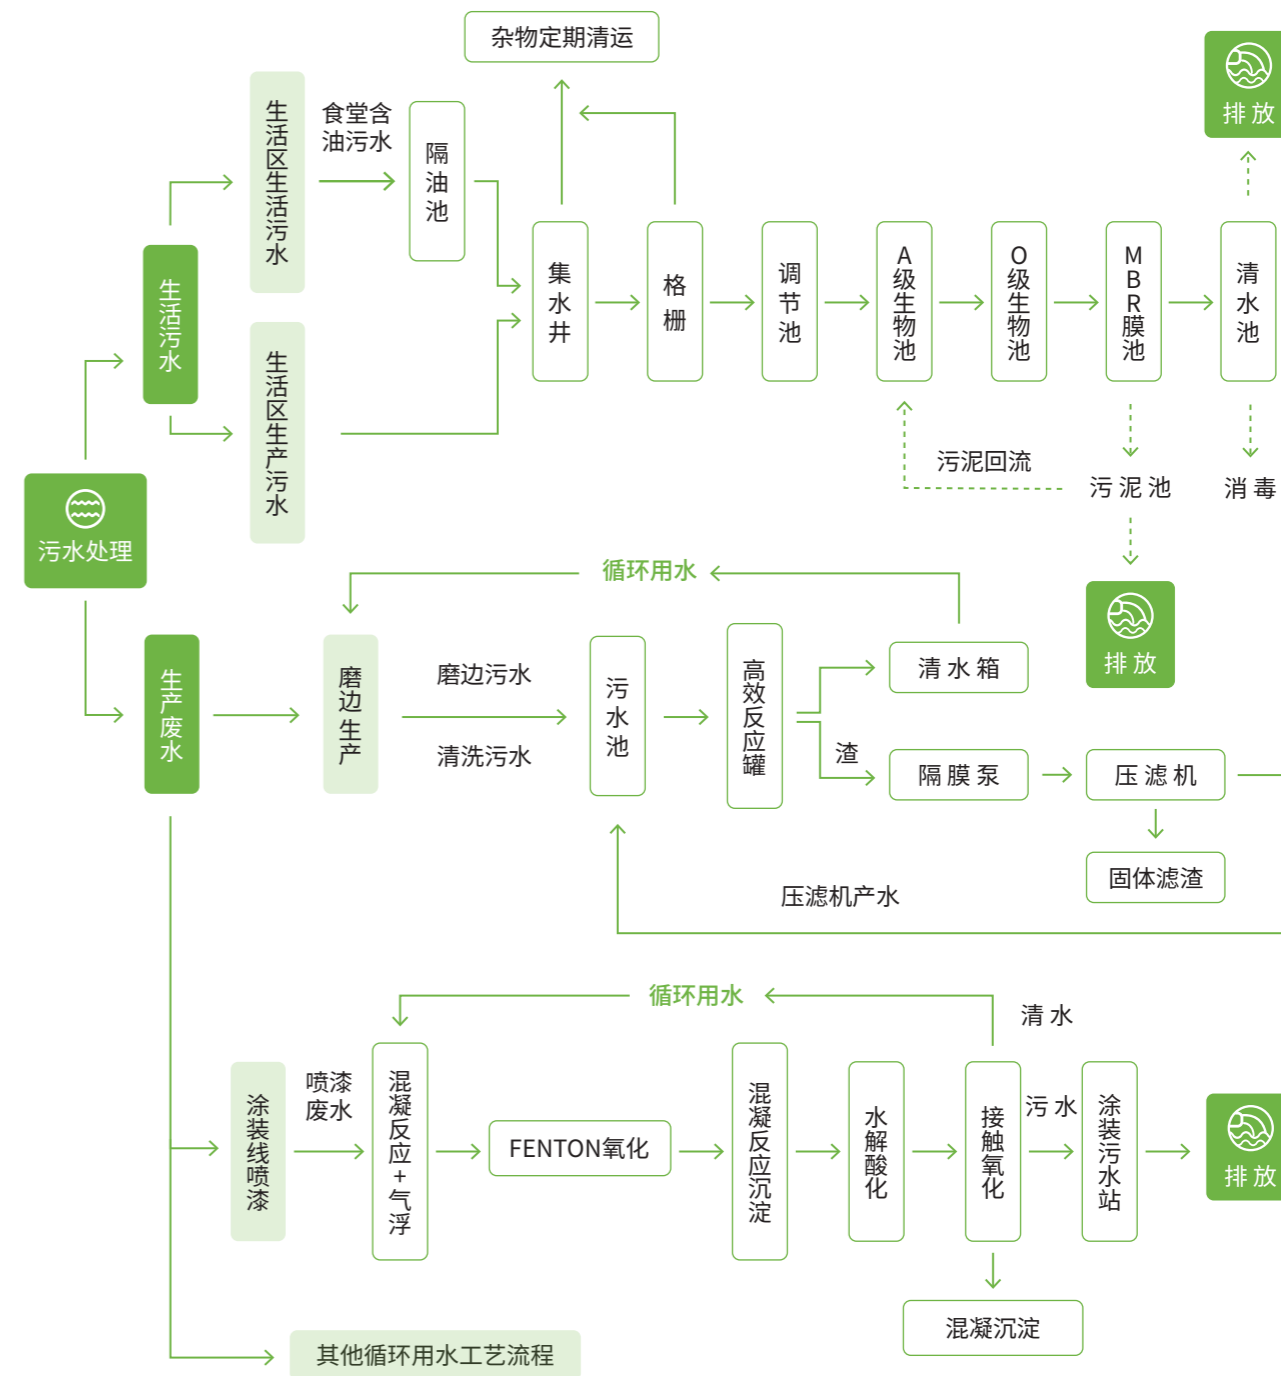 杂物定期清运
排放
生活区生活污水
食堂含
油污水
隔油池
生活污水
集水井
格栅
调节池
A级生物池
O级生物池
MBR膜池
清水池
生活区生产污水
污泥回流
污泥池
消毒
污水处理
循环用水
排放
生产废水
磨边生产
磨边污水
清洗污水
污水池
高效反应罐
清水箱
渣
隔膜泵
压滤机
固体滤渣
压滤机产水
循环用水
清水
涂装线喷漆
喷漆
废水
混凝反应+气浮
FENTON氧化
混凝反应沉淀
水解酸化
接触氧化
污水
涂装污水站
排放
混凝沉淀
其他循环用水工艺流程